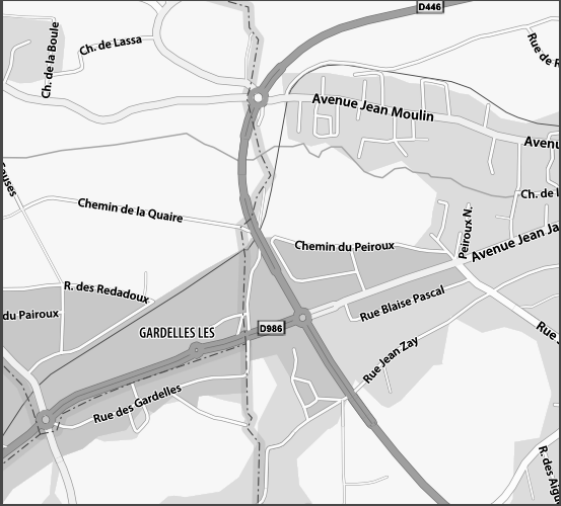 D446
Ch. de la Boule
Ch. de Lassa
Rue de R
Avenue Jean Moulin
Avenu
Ch. de l
Chemin de la Quaire
Peiroux N.
Chemin du Peiroux
Avenue Jean Ja
R. des Redadoux
Rue Blaise Pascal
du Pairoux
D986
GARDELLES LES
Rue
Rue Jean Zay
Rue des Gardelles
R. des Aigu